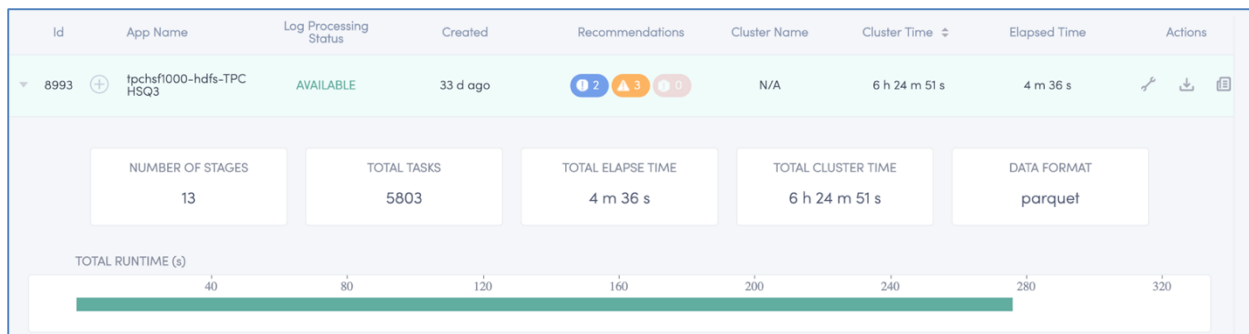 Id App Name Log Processing Status Created Recommendations Cluster Name Cluster Time Elapsed Time Actions
8993 tpchsf1000-hdfs-TPC
HSQ3 AVAILABLE 33 d ago 2 3 0 N/A 6 h 24 m 51 s 4 m 36 s
NUMBER OF STAGES TOTAL TASKS TOTAL ELAPSE TIME TOTAL CLUSTER TIME DATA FORMAT
13 5803 4 m 36 s 6 h 24 m 51 s parquet
TOTAL RUNTIME (s)
40 80 120 160 200 240 280 320